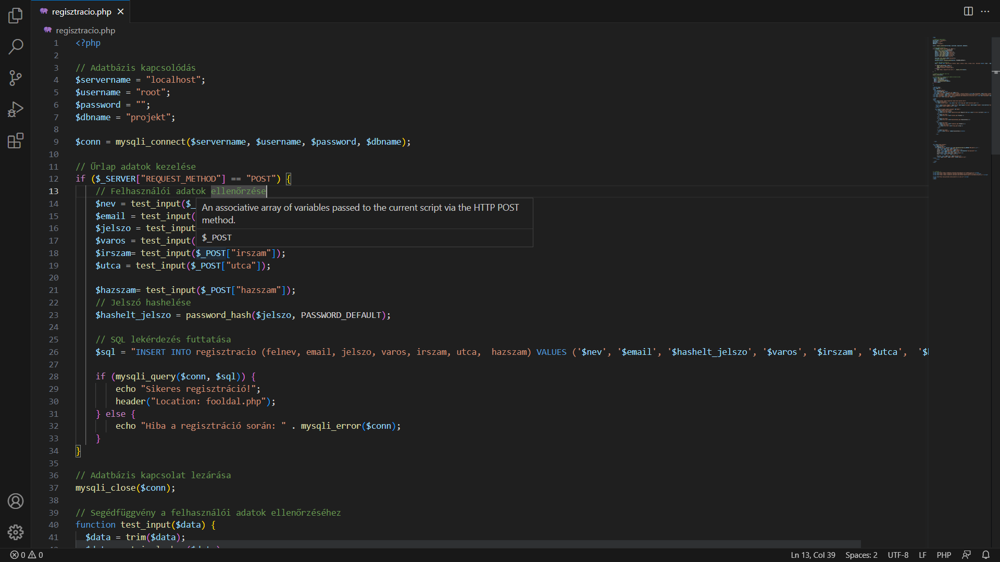 regisztracio.php
regisztracio.php
1 <?php
2
3 // Adatbázis kapcsolódás
4 $servername = "localhost";
5 $username = "root";
6 $password = "";
7 $dbname = "projekt";
8
9 $conn = mysqli_connect($servername, $username, $password, $dbname);
10
11 // Űrlap adatok kezelése
12 if ($_SERVER["REQUEST_METHOD"] == "POST") {
13 // Felhasználói adatok ellenőrzése
14 $nev = test_input($_
15 $email = test_input(
16 $jelszo = test_input
17 $varos = test_input(
An associative array of variables passed to the current script via the HTTP POST
method.
$_POST
18 $irszam= test_input($_POST["irszam"]);
19 $utca = test_input($_POST["utca"]);
20
21 $hazszam= test_input($_POST["hazszam"]);
22 // Jelszó hashelése
23 $hashelt_jelszo = password_hash($jelszo, PASSWORD_DEFAULT);
24
25 // SQL lekérdezés futtatása
26 $sql = "INSERT INTO regisztracio (felnev, email, jelszo, varos, irszam, utca,  hazszam) VALUES ('$nev', '$email', '$hashelt_jelszo', '$varos', '$irszam', '$utca',  '$h
27
28 if (mysqli_query($conn, $sql)) {
29 echo "Sikeres regisztráció!";
30 header("Location: fooldal.php");
31 } else {
32 echo "Hiba a regisztráció során: " . mysqli_error($conn);
33 }
34 }
35
36 // Adatbázis kapcsolat lezárása
37 mysqli_close($conn);
38
39 // Segédfüggvény a felhasználói adatok ellenőrzéséhez
40 function test_input($data) {
41 $data = trim($data);
0 0
Ln 13, Col 39 Spaces: 2 UTF-8 LF PHP